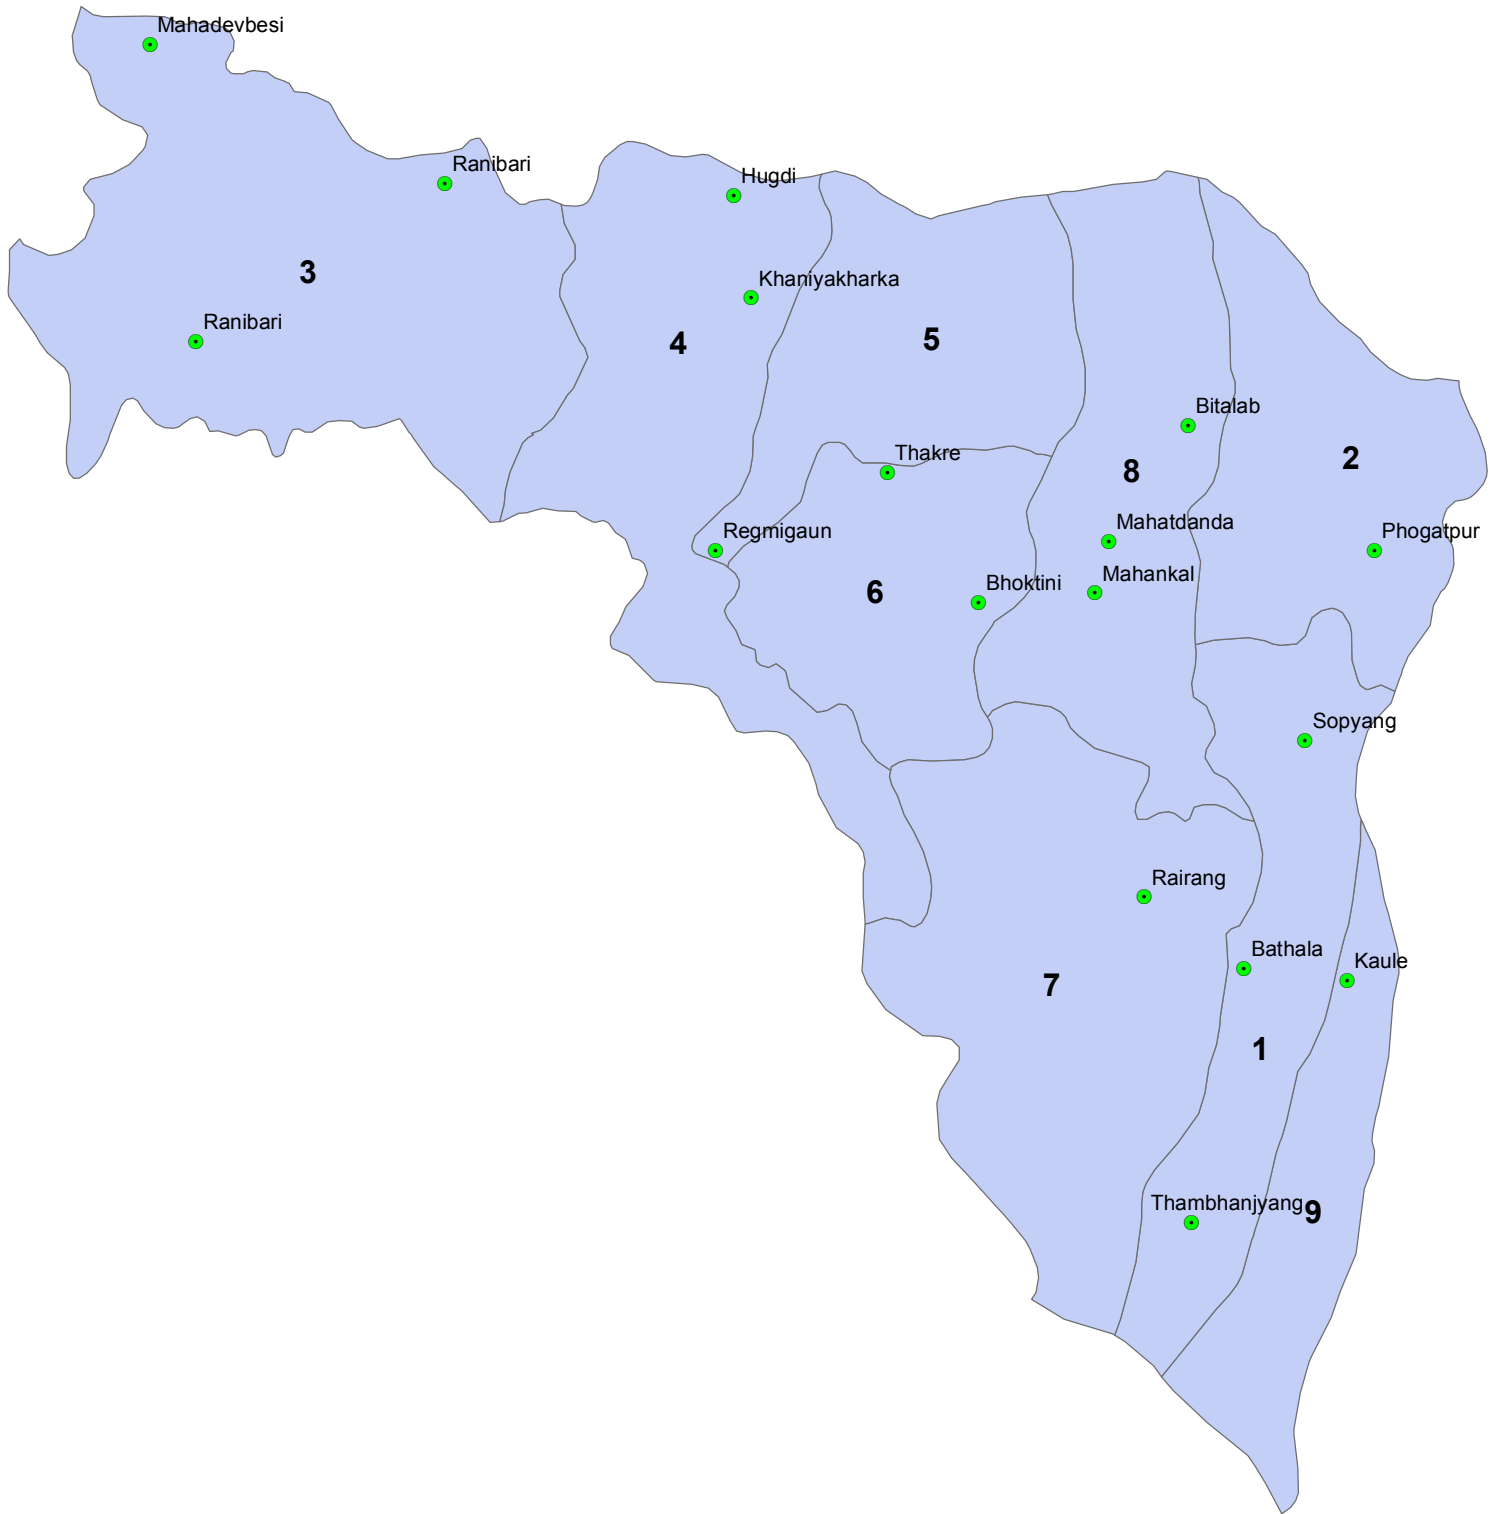 Mahadevbesi
Ranibari
Hugdi
3
Khaniyakharka
Ranibari
4
5
Bitalab
Thakre
2
8
Mahatdanda
Regmigaun
Phogatpur
Mahankal
Bhoktini
6
Sopyang
Rairang
Bathala
Kaule
7
1
Thambhanjyang
9